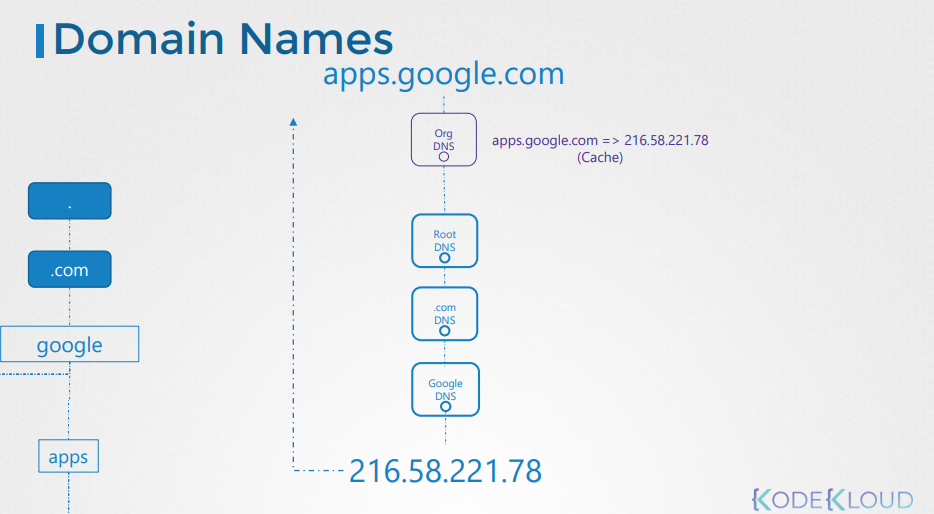 Domain Names
apps.google.com
Org
DNS
apps.google.com => 216.58.221.78
(Cache)
.
.com
google
apps
Root
DNS
.com
DNS
Google
DNS
216.58.221.78
KODEKLOUD